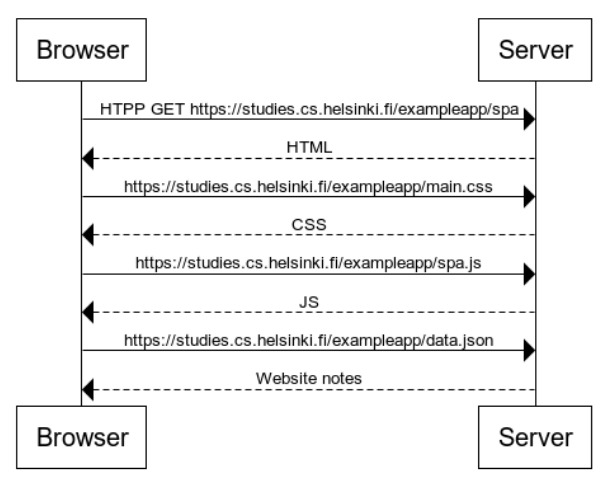 Browser Server
HTPP GET https://studies.cs.helsinki.fi/exampleapp/spa
HTML
https://studies.cs.helsinki.fi/exampleapp/main.css
CSS
https://studies.cs.helsinki.fi/exampleapp/spa.js
JS
https://studies.cs.helsinki.fi/exampleapp/data.json
Website notes
Browser Server